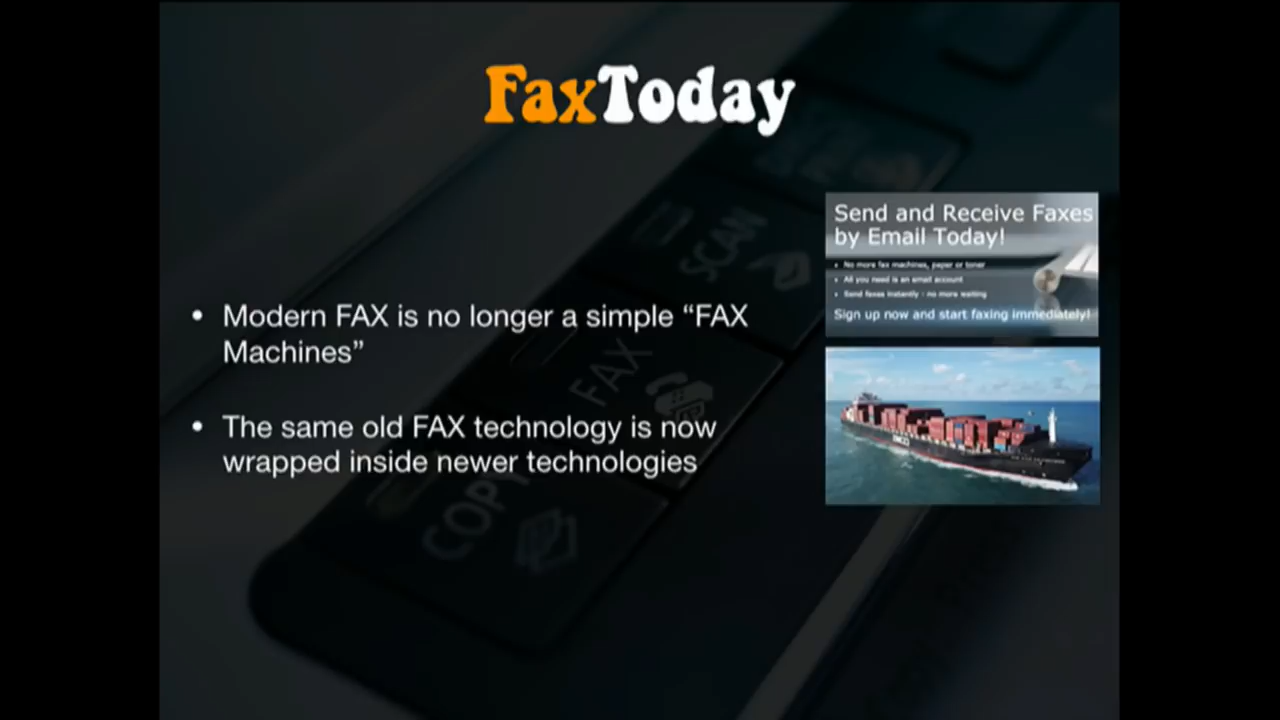 FaxToday
Modern FAX is no longer a simple “FAX
Machines”
The same old FAX technology is now
wrapped inside newer technologies
Send and Receive Faxes
by Email Today!
No more fax machines, paper or toner
All you need is an email account
Send faxes instantly - no more waiting
Sign up now and start faxing immediately!
SCAN
FAX
COPY